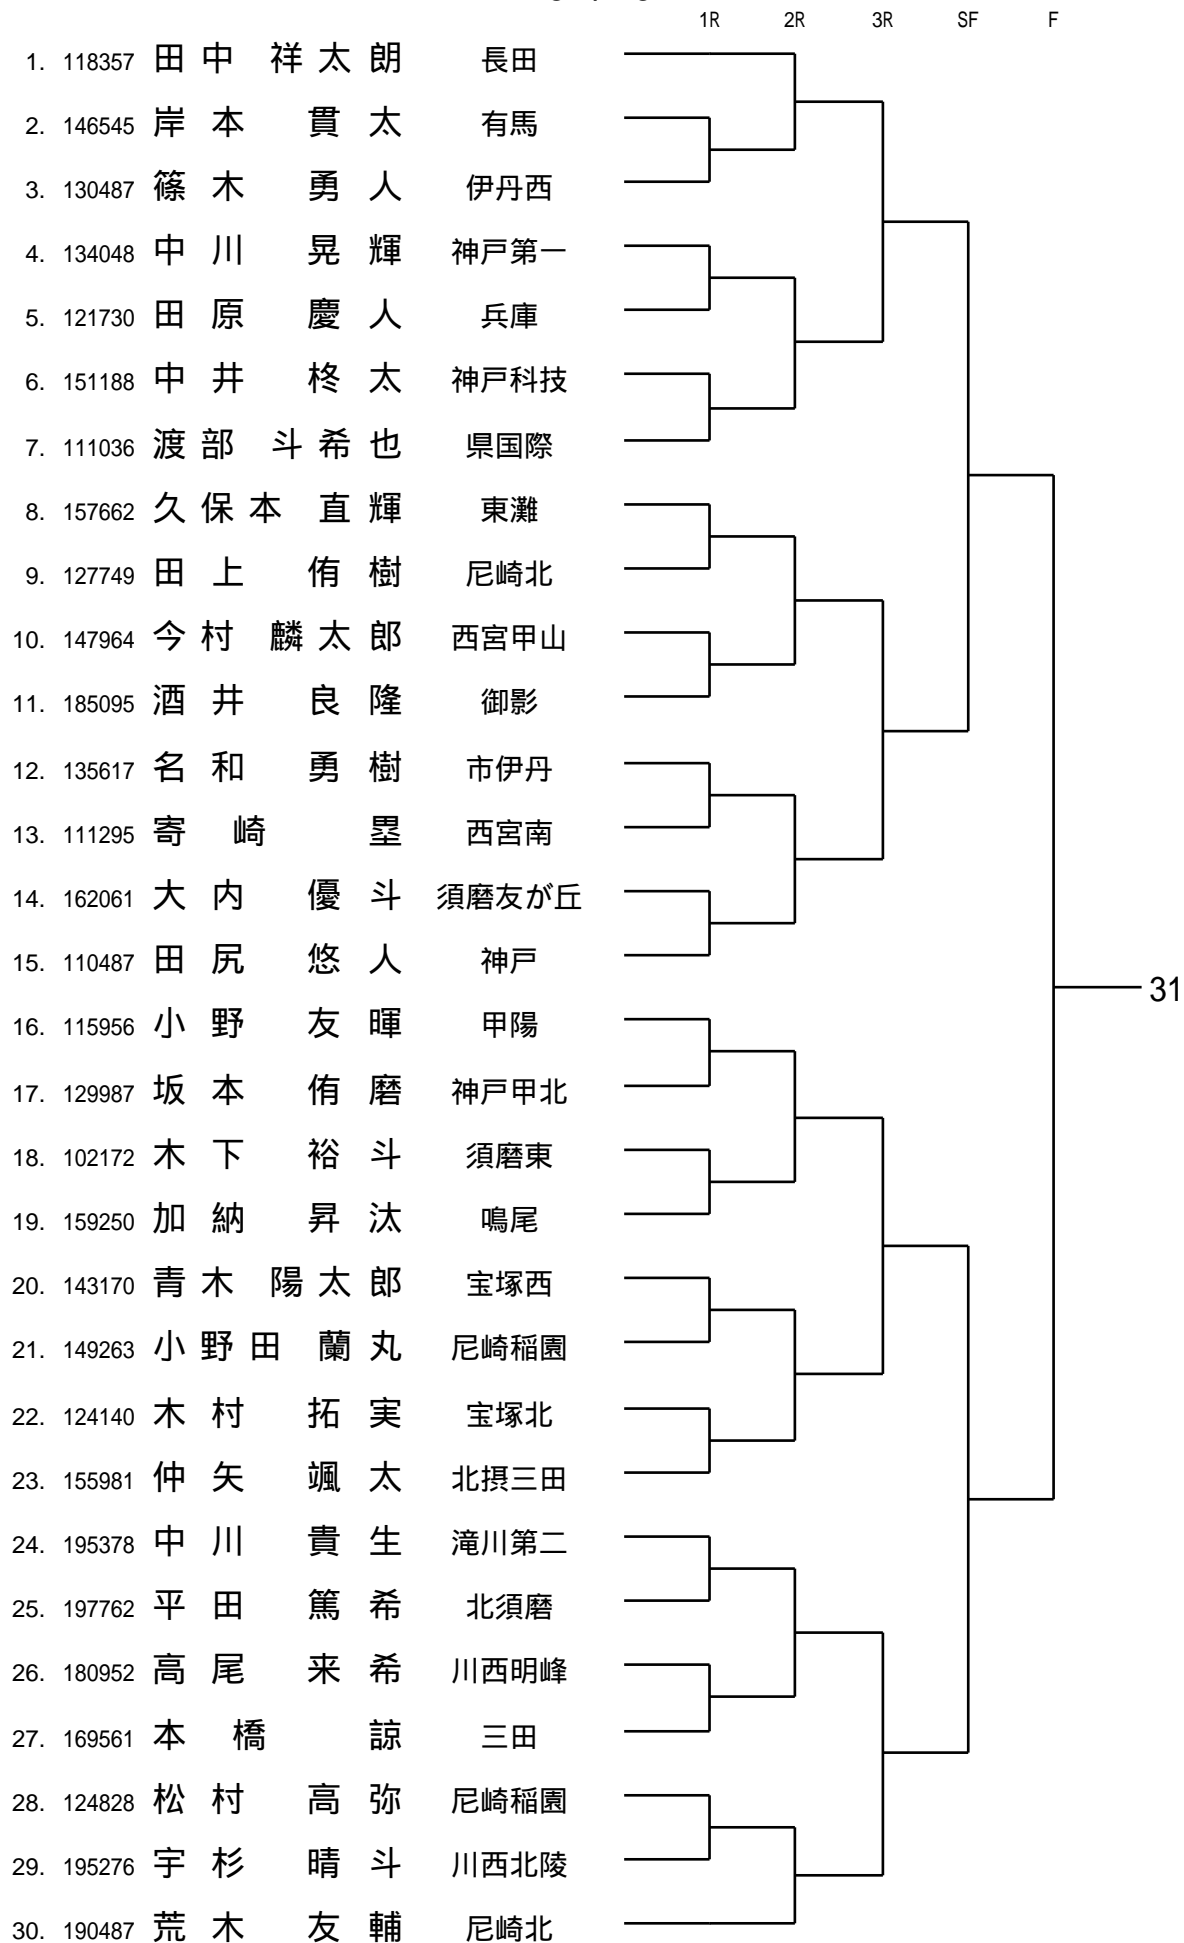 1R 2R 3R SF F
1. 118357 田中 祥太朗 長田
2. 146545 岸本 貫太 有馬
3. 130487 篠木 勇人 伊丹西
4. 134048 中川 晃輝 神戸第一
5. 121730 田原 慶人 兵庫
6. 151188 中井 柊太 神戸科技
7. 111036 渡部 斗希也 県国際
8. 157662 久保本 直輝 東灘
9. 127749 田上 侑樹 尼崎北
10. 147964 今村 麟太郎 西宮甲山
11. 185095 酒井 良隆 御影
12. 135617 名和 勇樹 市伊丹
13. 111295 寄崎 塁 西宮南
14. 162061 大内 優斗 須磨友が丘
15. 110487 田尻 悠人 神戸
31
16. 115956 小野 友暉 甲陽
17. 129987 坂本 侑磨 神戸甲北
18. 102172 木下 裕斗 須磨東
19. 159250 加納 昇汰 鳴尾
20. 143170 青木 陽太郎 宝塚西
21. 149263 小野田 蘭丸 尼崎稲園
22. 124140 木村 拓実 宝塚北
23. 155981 仲矢 颯太 北摂三田
24. 195378 中川 貴生 滝川第二
25. 197762 平田 篤希 北須磨
26. 180952 高尾 来希 川西明峰
27. 169561 本橋 諒 三田
28. 124828 松村 高弥 尼崎稲園
29. 195276 宇杉 晴斗 川西北陵
30. 190487 荒木 友輔 尼崎北